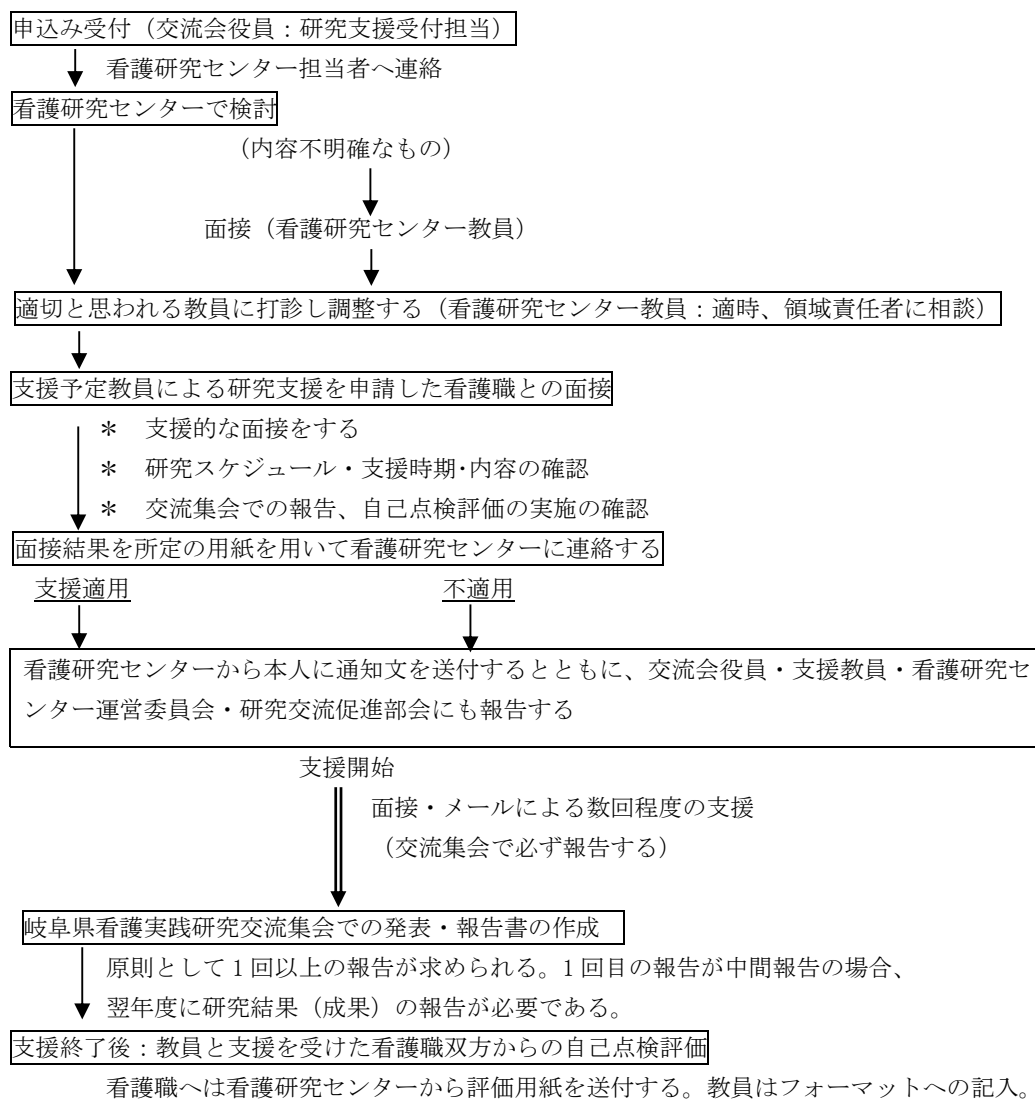 申込み受付（交流会役員：研究支援受付担当）
看護研究センター担当者へ連絡
看護研究センターで検討
（内容不明確なもの）
面接（看護研究センター教員）
適切と思われる教員に打診し調整する（看護研究センター教員：適時、領域責任者に相談）
支援予定教員による研究支援を申請した看護職との面接
＊　支援的な面接をする
＊　研究スケジュール・支援時期･内容の確認
＊　交流集会での報告、自己点検評価の実施の確認
面接結果を所定の用紙を用いて看護研究センターに連絡する
支援適用　不適用
看護研究センターから本人に通知文を送付するとともに、交流会役員・支援教員・看護研究セ
ンター運営委員会・研究交流促進部会にも報告する
支援開始
面接・メールによる数回程度の支援
（交流集会で必ず報告する）
岐阜県看護実践研究交流集会での発表・報告書の作成
原則として1回以上の報告が求められる。1回目の報告が中間報告の場合、
翌年度に研究結果（成果）の報告が必要である。
支援終了後：教員と支援を受けた看護職双方からの自己点検評価
看護職へは看護研究センターから評価用紙を送付する。教員はフォーマットへの記入。